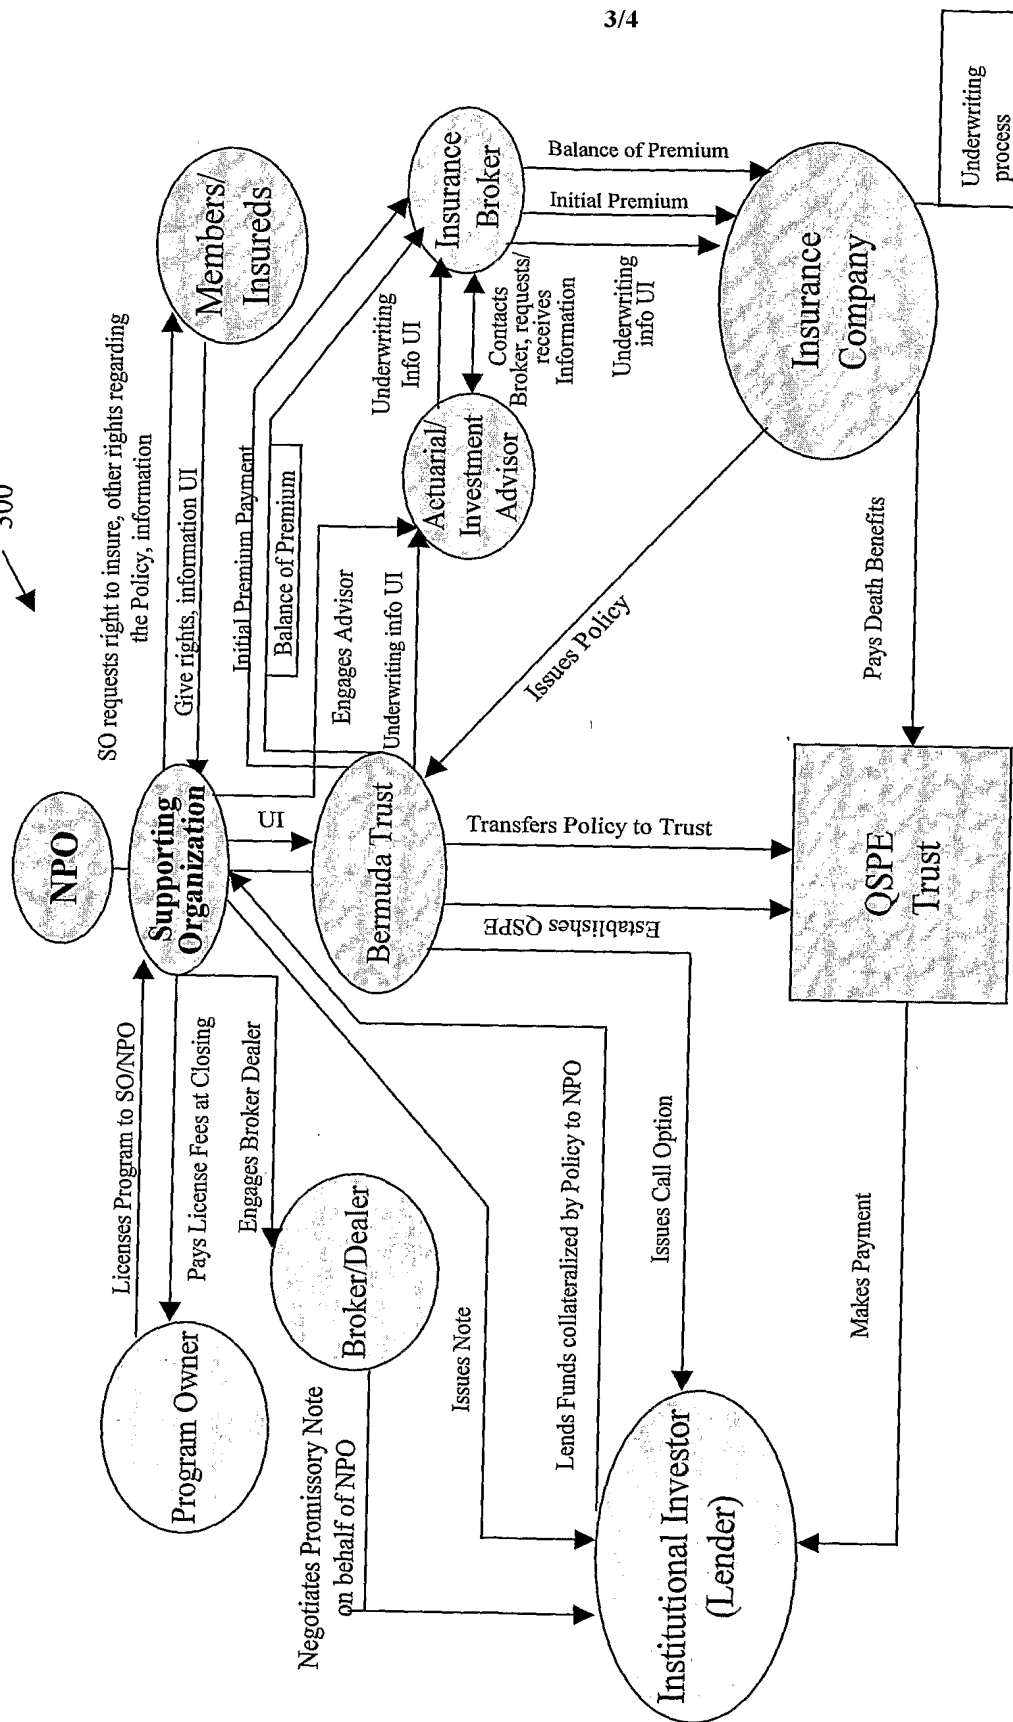 3/4
300
NPO
Supporting
Organization
Members/
Insureds
SO requests right to insure, other rights regarding
the Policy, information
Give rights, information UI
Initial Premium Payment
Balance of Premium
Engages Advisor
Underwriting info UI
UI
Bermuda Trust
Licenses Program to SO/NPO
Pays License Fees at Closing
Engages Broker Dealer
Program Owner
Broker/Dealer
Negotiates Promissory Note
on behalf of NPO
Issues Note
Lends Funds collateralized by Policy to NPO
Issues Call Option
Institutional Investor
(Lender)
Makes Payment
Establishes QSPE
Transfers Policy to Trust
QSPE
Trust
Issues Policy
Pays Death Benefits
Actuarial/
Investment
Advisor
Underwriting
Info UI
Contacts
Broker, requests/
receives
Information
Insurance
Broker
Balance of Premium
Initial Premium
Underwriting
info UI
Insurance
Company
Underwriting
process